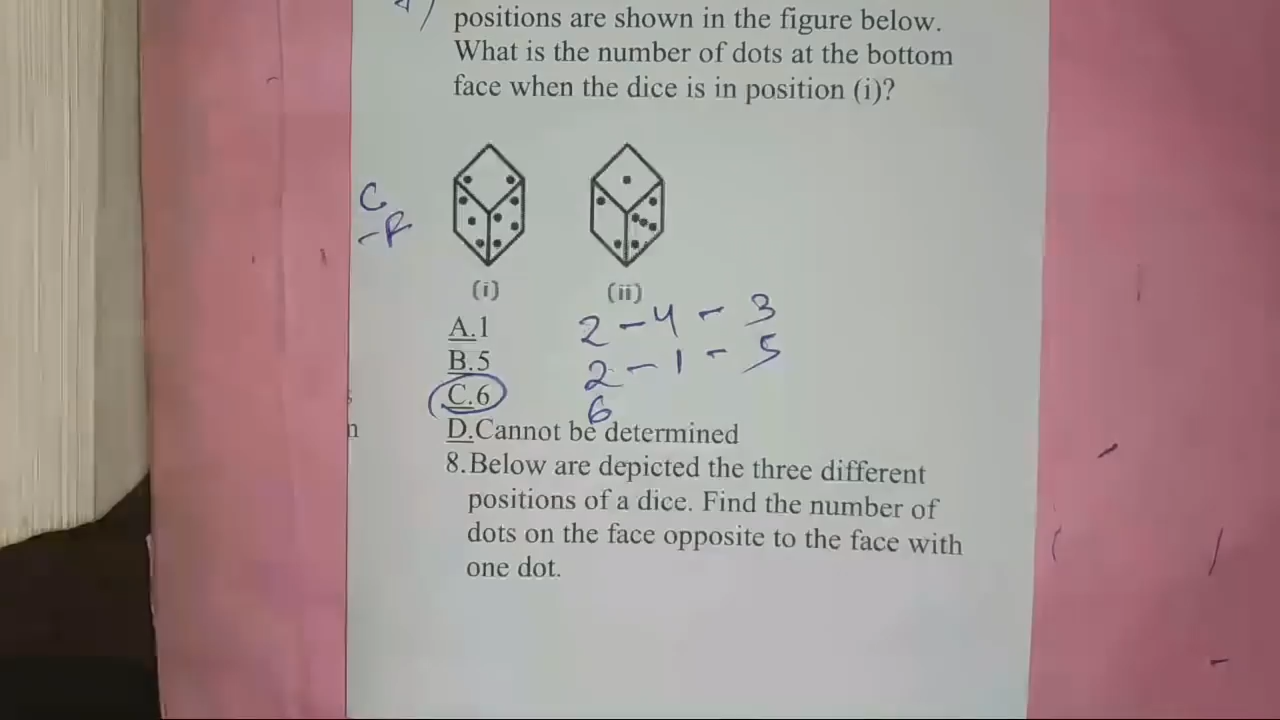 positions are shown in the figure below.
What is the number of dots at the bottom
face when the dice is in position (i)?
(i) (ii)
2 - 4 - 3
A.1
2 - 1 - 5
B.5
C.6
6
D.Cannot be determined
8.Below are depicted the three different
positions of a dice. Find the number of
dots on the face opposite to the face with
one dot.